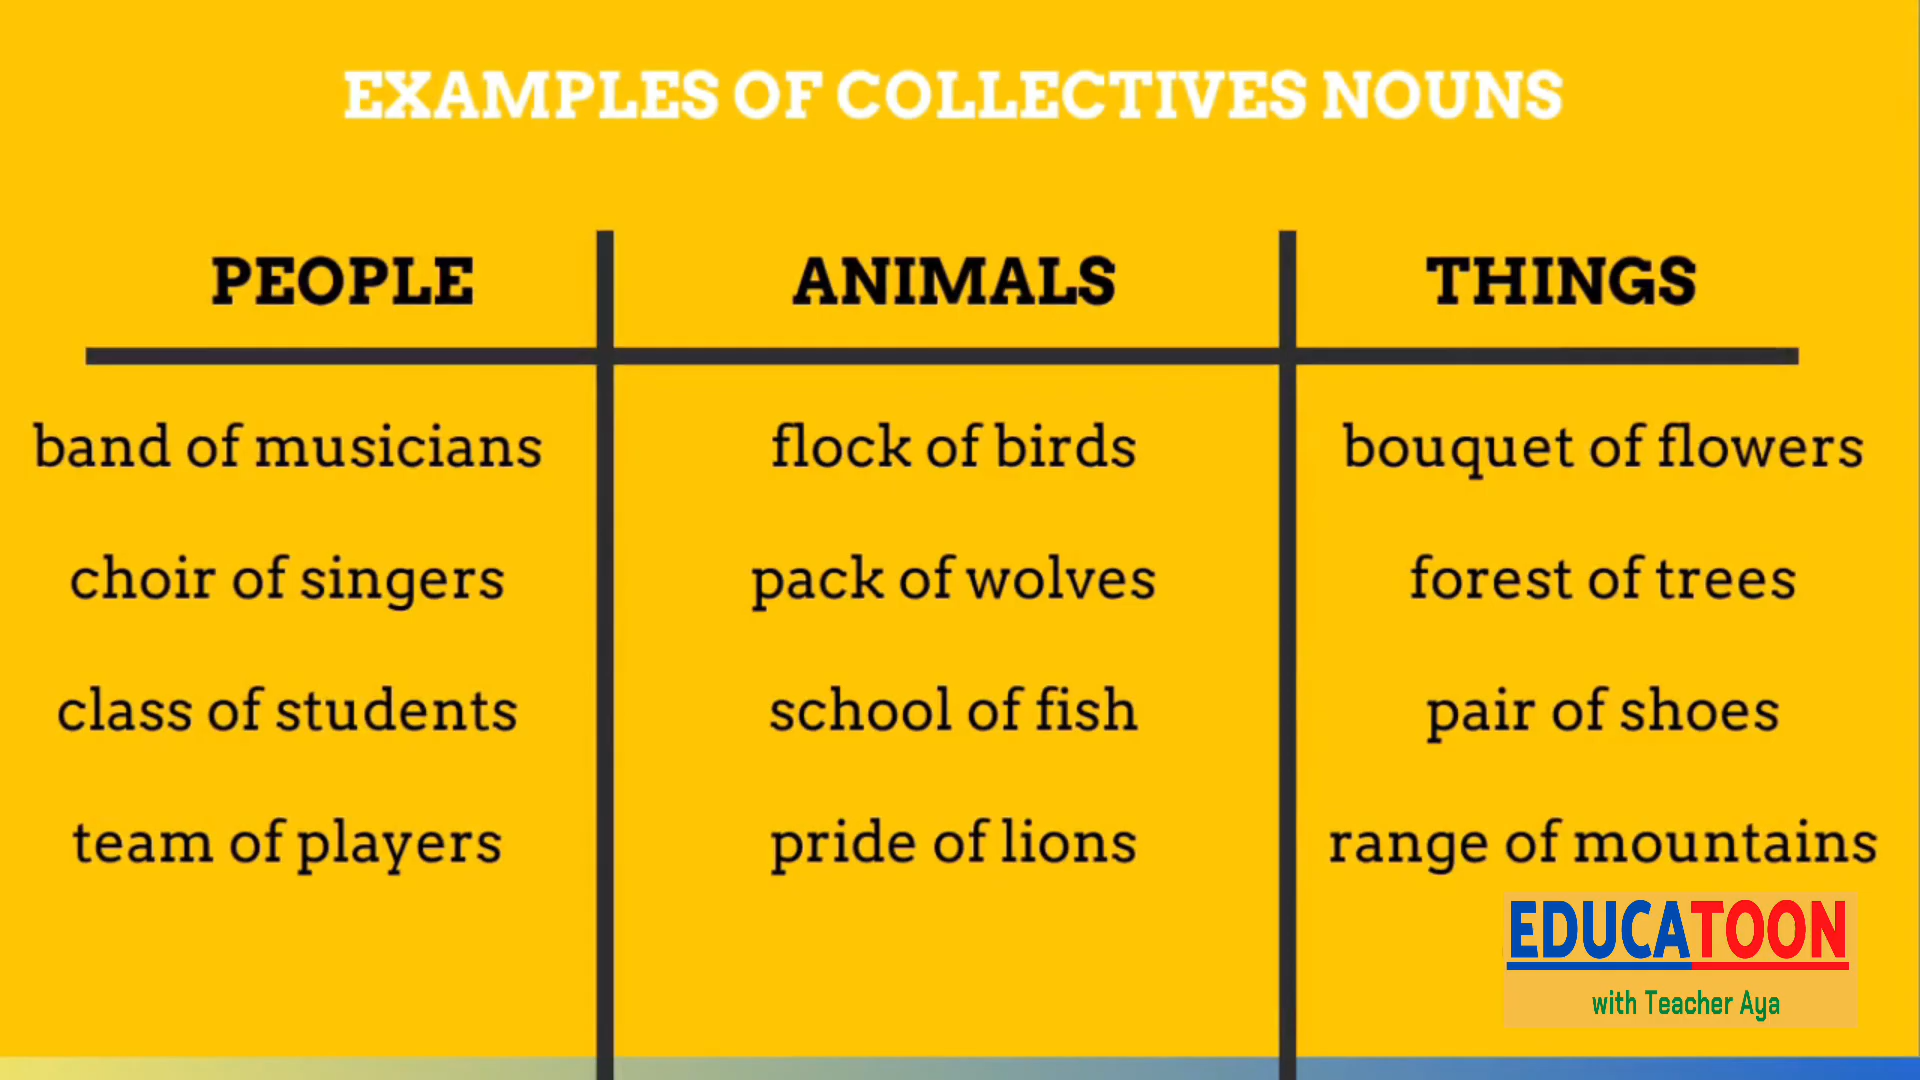 EXAMPLES OF COLLECTIVES NOUNS
PEOPLE ANIMALS THINGS
band of musicians flock of birds bouquet of flowers
choir of singers pack of wolves forest of trees
class of students school of fish pair of shoes
team of players pride of lions range of mountains
EDUCATOON
with Teacher Aya